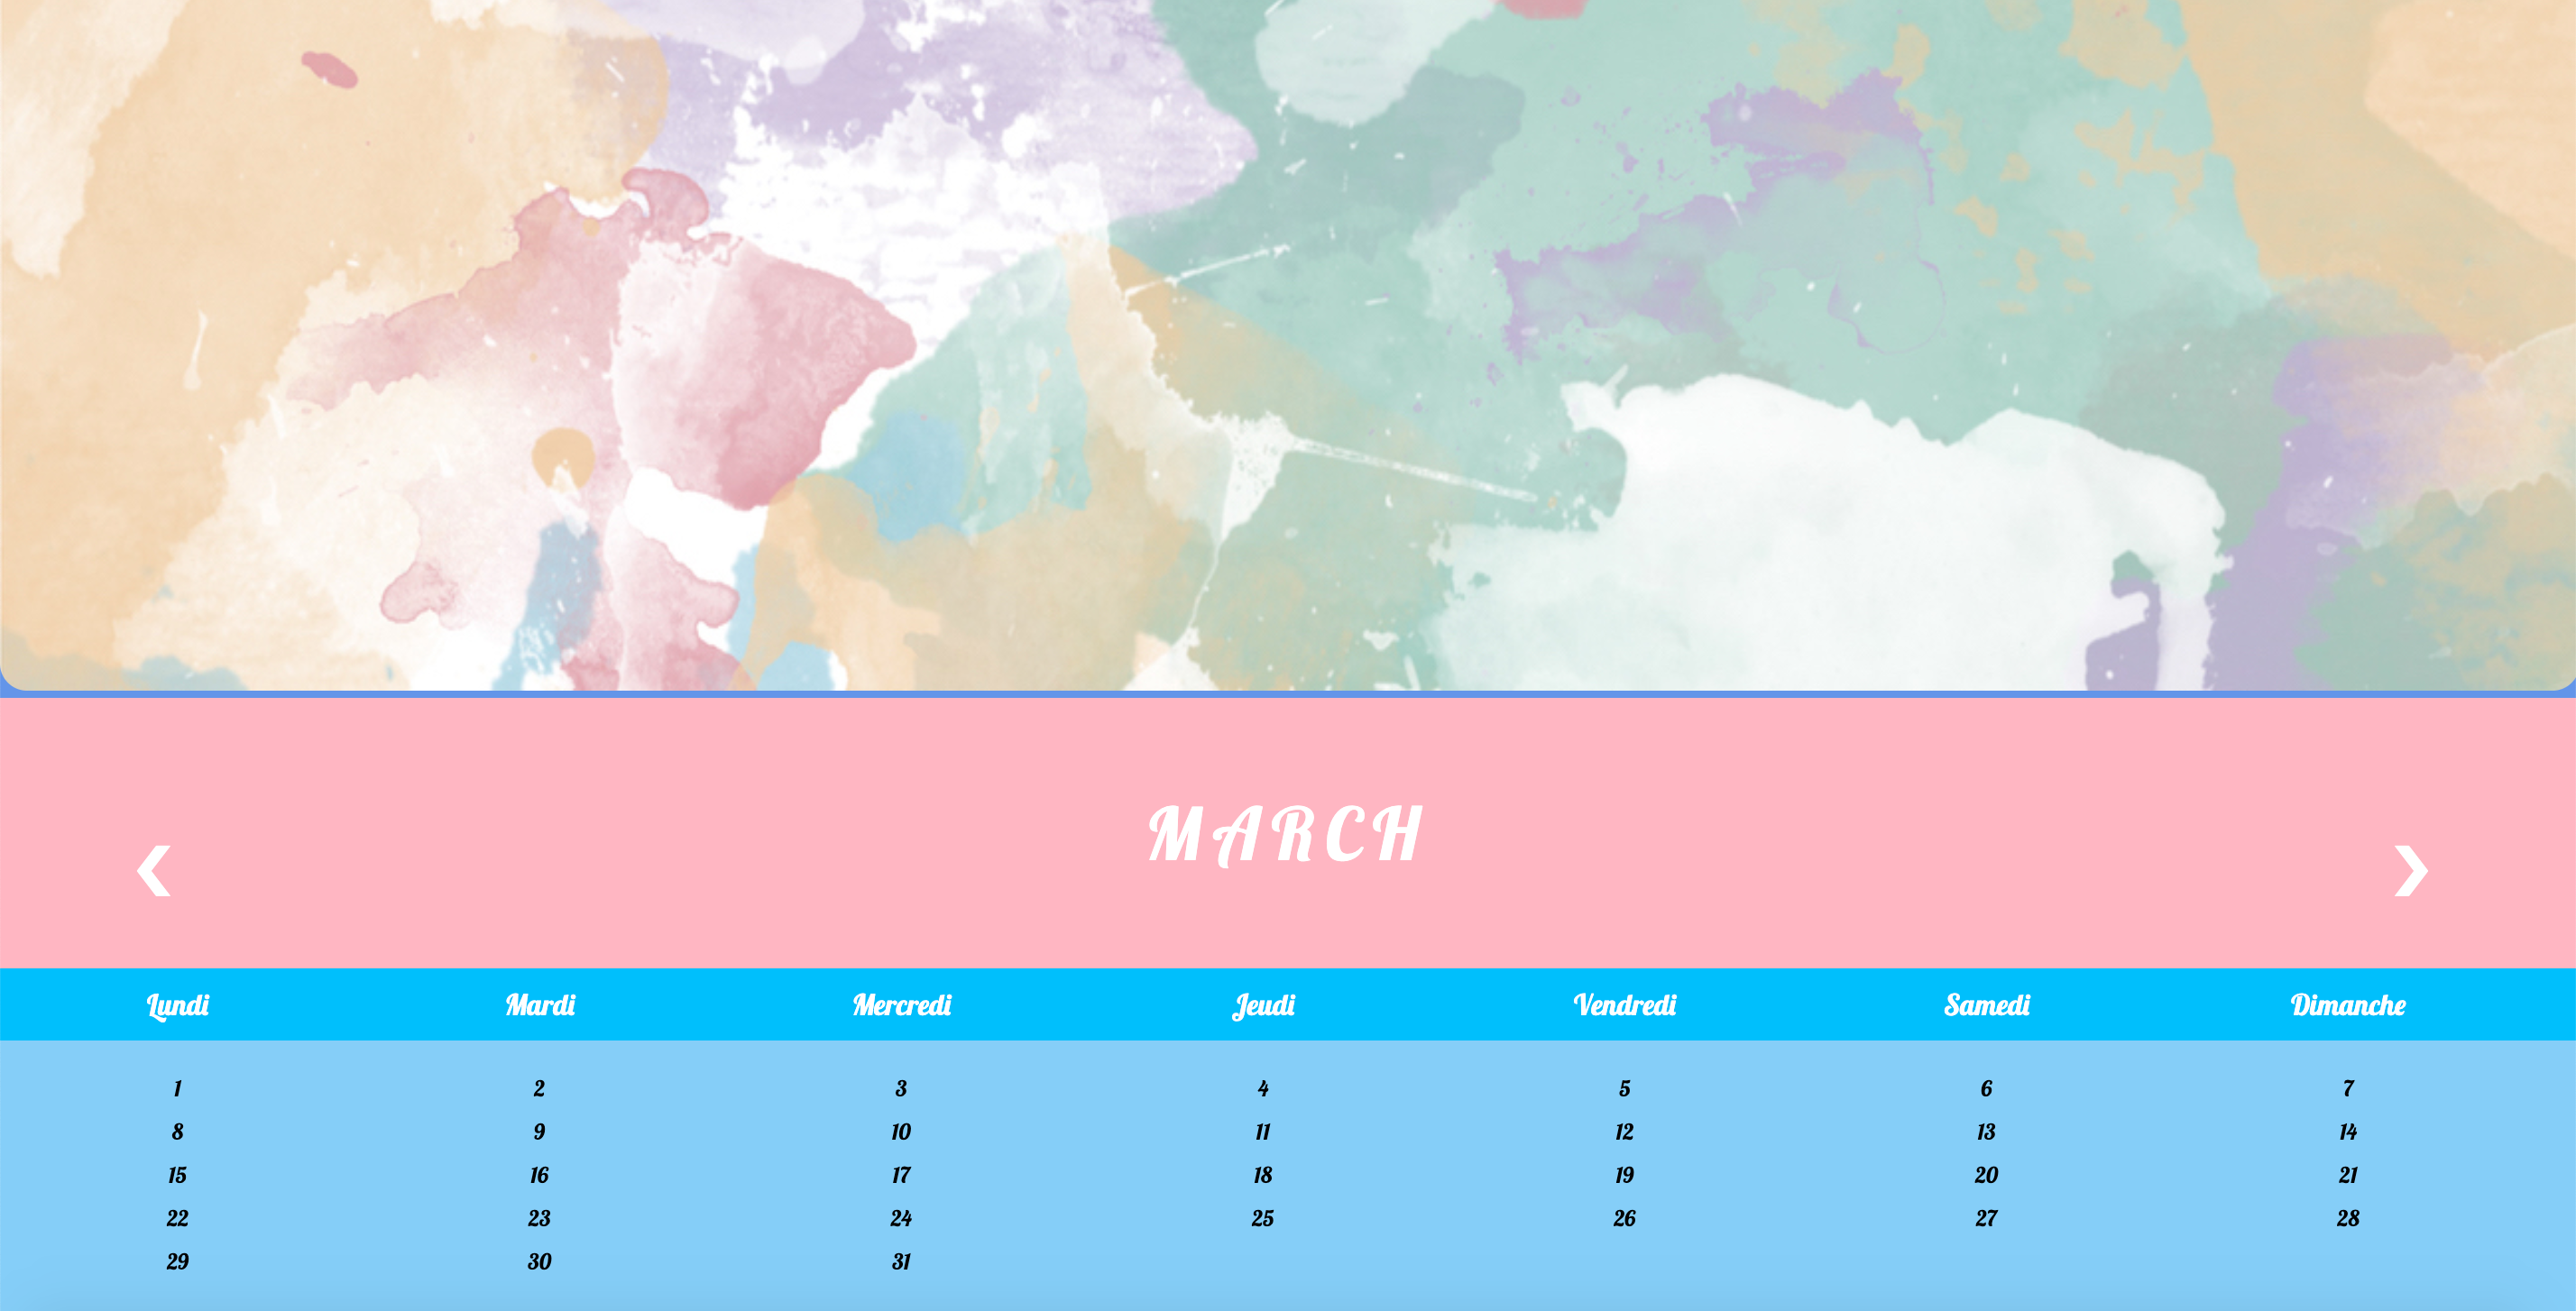 MARCH
❮ ❯
Lundi Mardi Mercredi Jeudi Vendredi Samedi Dimanche
1 2 3 4 5 6 7
8 9 10 11 12 13 14
15 16 17 18 19 20 21
22 23 24 25 26 27 28
29 30 31